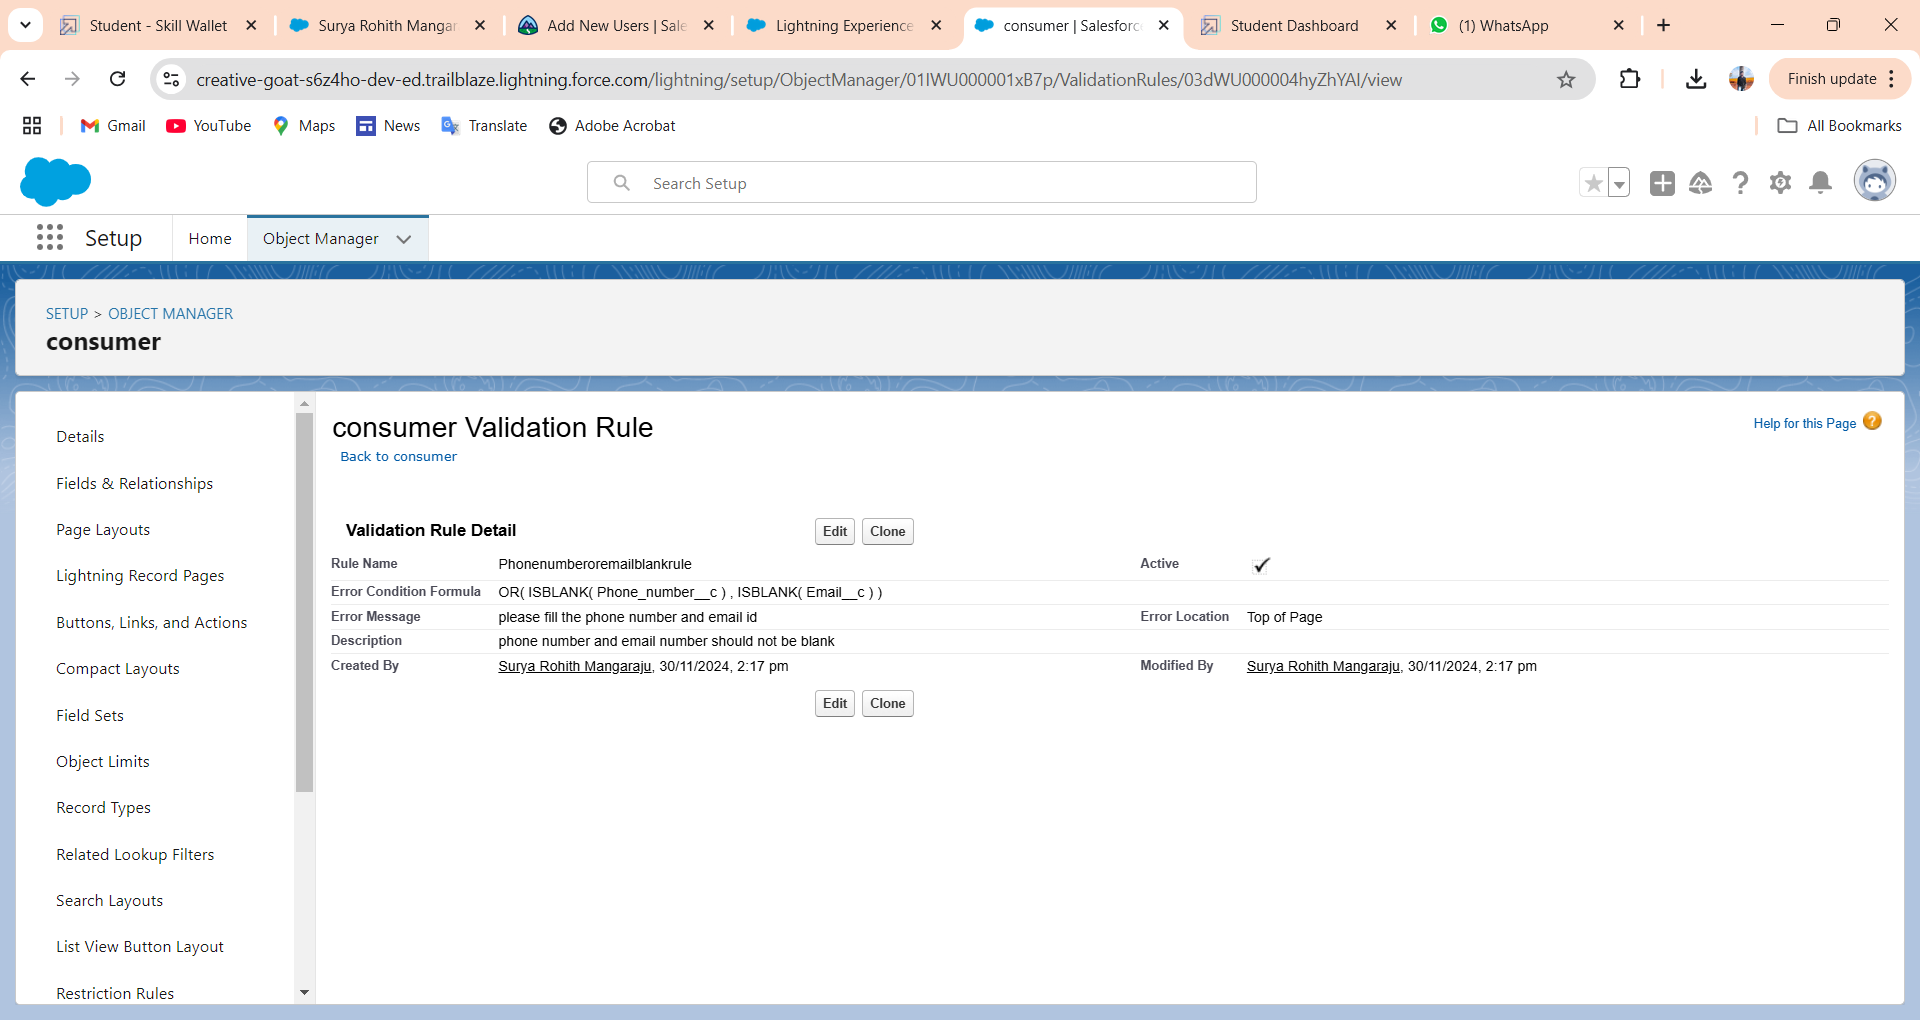 Student - Skill Wallet
Surya Rohith Mangar
Add New Users | Sale
Lightning Experience
consumer | Salesforc
Student Dashboard
(1) WhatsApp
creative-goat-s6z4ho-dev-ed.trailblaze.lightning.force.com/lightning/setup/ObjectManager/01IWU000001xB7p/ValidationRules/03dWU000004hyZhYAI/view
Finish update
Gmail
YouTube
Maps
News
Translate
Adobe Acrobat
All Bookmarks
Search Setup
Setup
Home
Object Manager
SETUP > OBJECT MANAGER
consumer
Details
Fields & Relationships
Page Layouts
Lightning Record Pages
Buttons, Links, and Actions
Compact Layouts
Field Sets
Object Limits
Record Types
Related Lookup Filters
Search Layouts
List View Button Layout
Restriction Rules
consumer Validation Rule
Back to consumer
Help for this Page
Validation Rule Detail
Edit Clone
Rule Name Phonenumberoremailblankrule Active
Error Condition Formula OR( ISBLANK( Phone_number__c ) , ISBLANK( Email__c ) )
Error Message please fill the phone number and email id Error Location Top of Page
Description phone number and email number should not be blank
Created By Surya Rohith Mangaraju, 30/11/2024, 2:17 pm Modified By Surya Rohith Mangaraju, 30/11/2024, 2:17 pm
Edit Clone